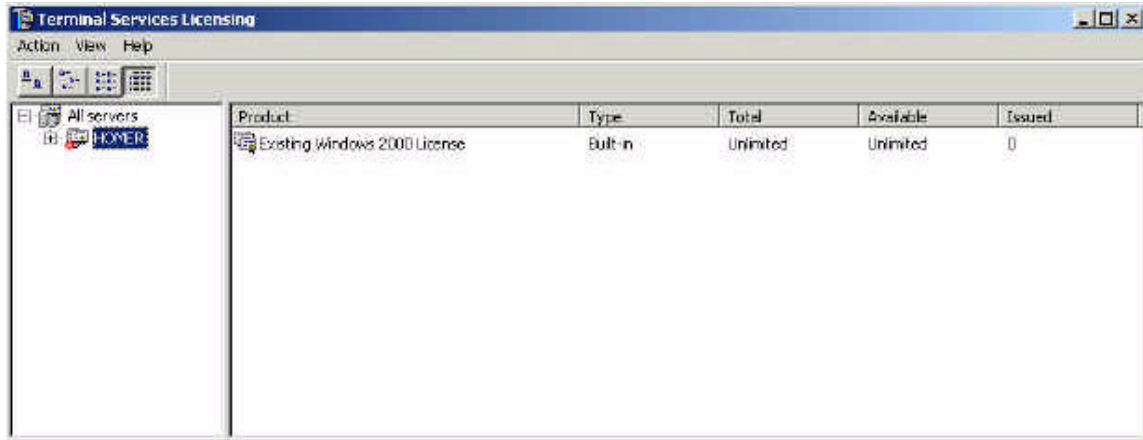 Terminal Services Licensing
Action View Help
All servers
HOMER
Product Type Total Available Issued
Existing Windows 2000 License Built-in Unlimited Unlimited 0